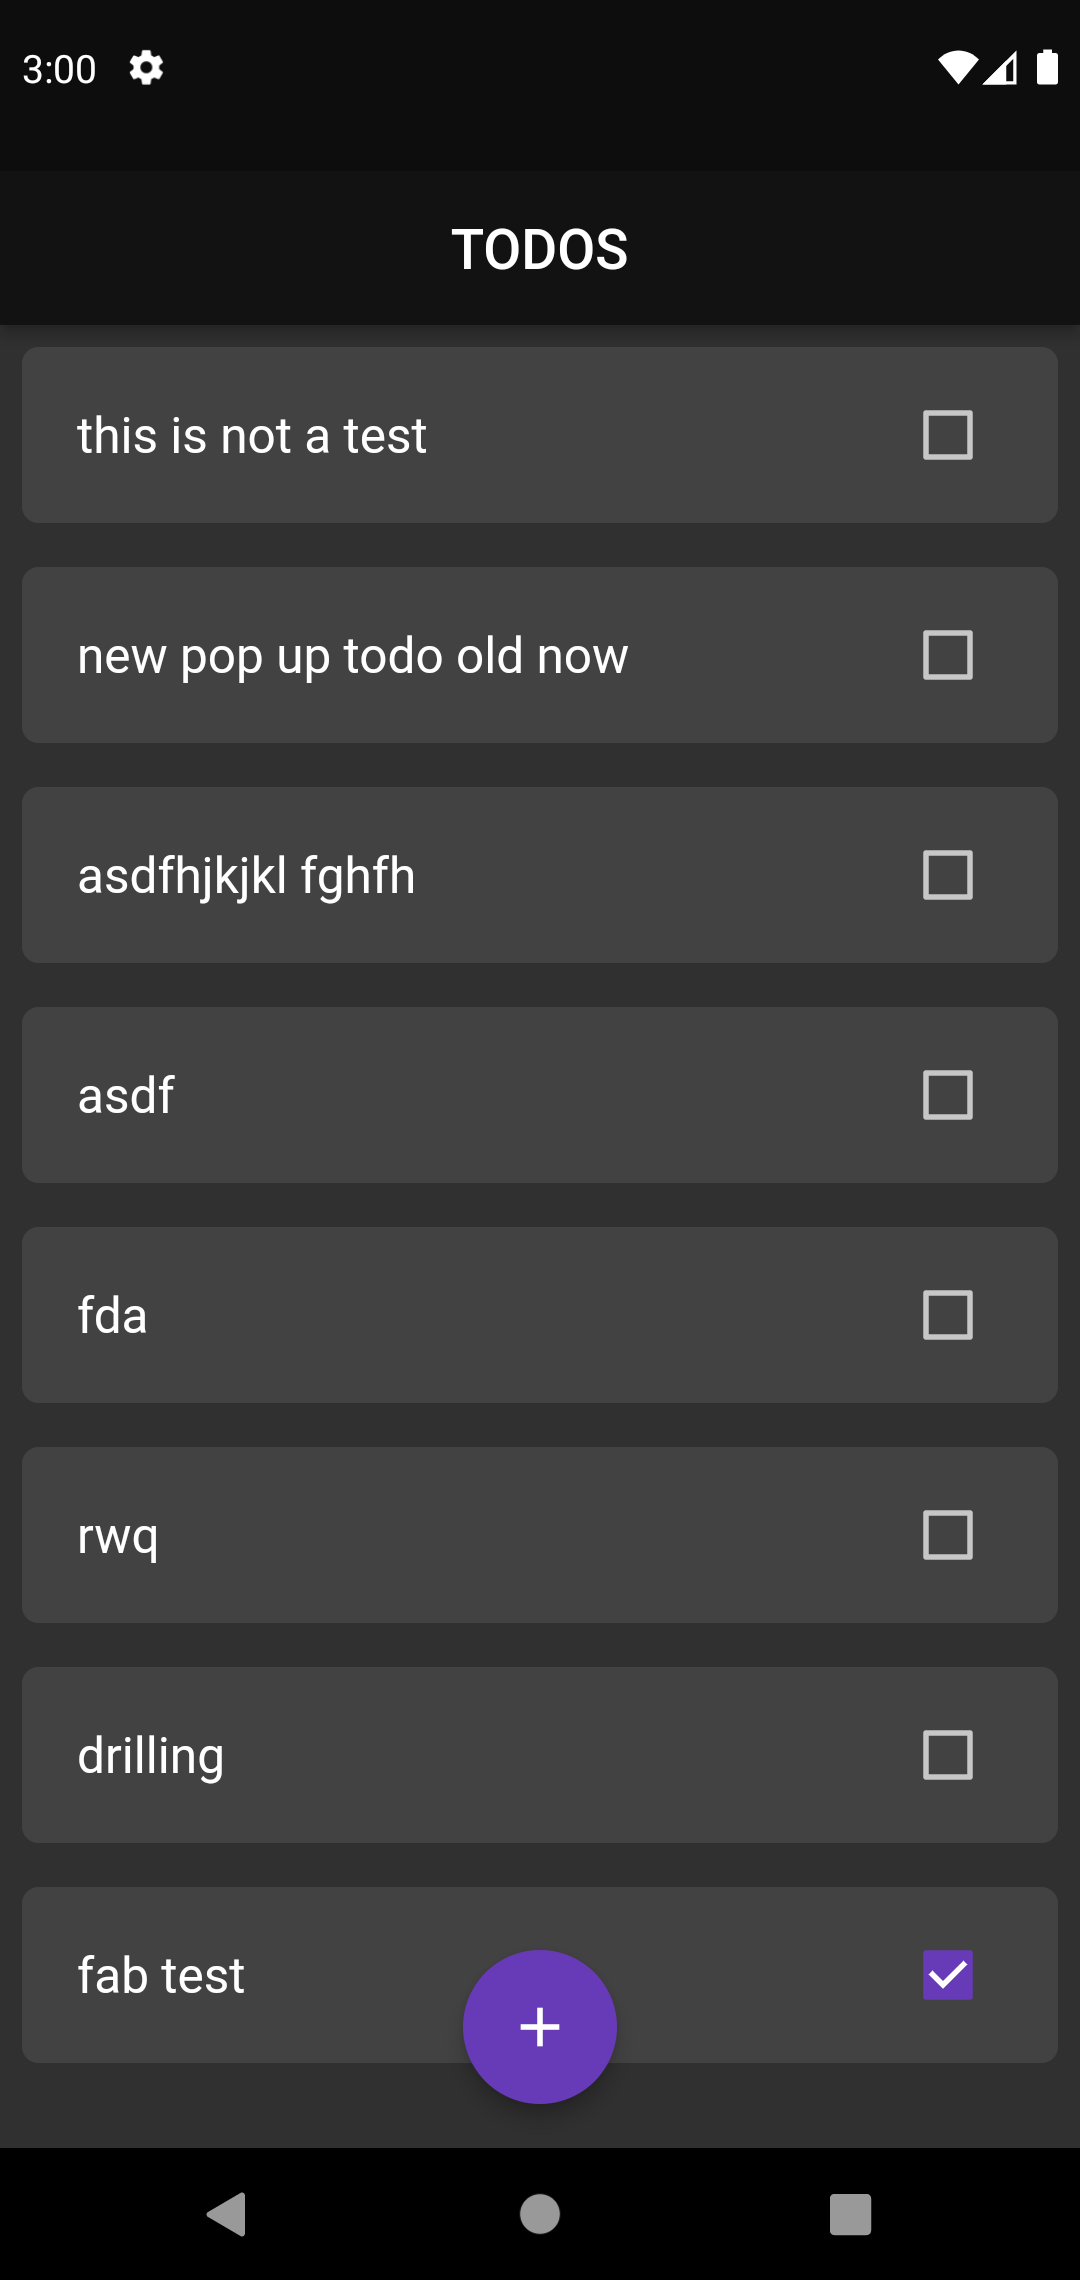 3:00
TODOS
this is not a test
new pop up todo old now
asdfhjkjkl fghfh
asdf
fda
rwq
drilling
fab test